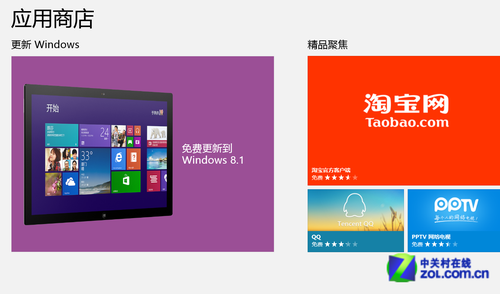 应用商店
更新 Windows
精品聚焦
开始
33°
免费更新到
Windows 8.1
淘宝网
Taobao.com
淘宝官方客户端
免费 ★★★★★
Tencent QQ
QQ
免费 ★★★★★
PPTV
PPTV 网络电视
免费 ★★★★★
中关村在线
ZOL.COM.CN